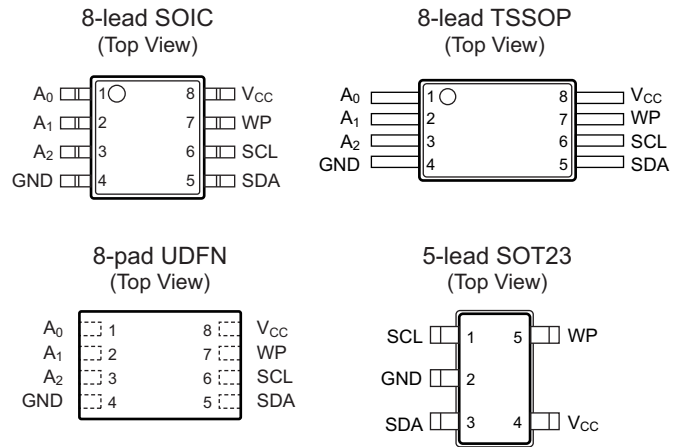 8-lead SOIC
(Top View)
A0 1 8 VCC
A1 2 7 WP
A2 3 6 SCL
GND 4 5 SDA
8-lead TSSOP
(Top View)
A0 1 8 VCC
A1 2 7 WP
A2 3 6 SCL
GND 4 5 SDA
8-pad UDFN
(Top View)
A0 1 8 VCC
A1 2 7 WP
A2 3 6 SCL
GND 4 5 SDA
5-lead SOT23
(Top View)
SCL 1 5 WP
GND 2
SDA 3 4 VCC